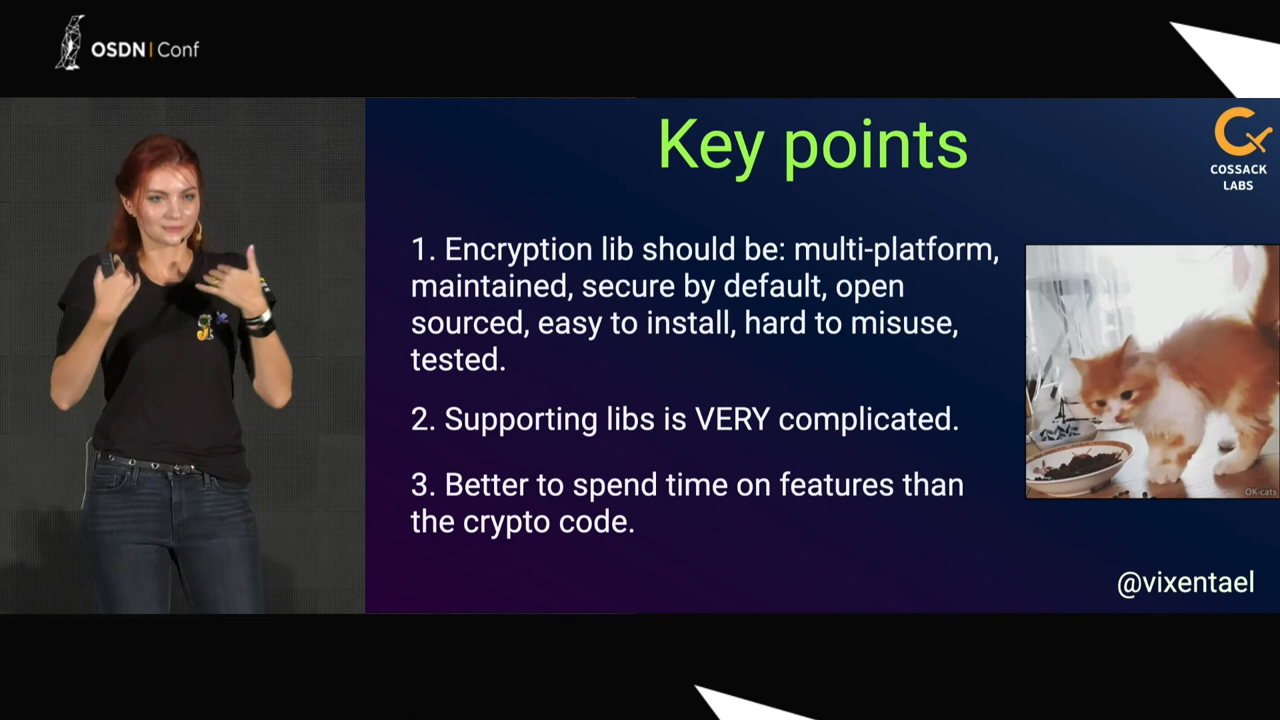 OSDN | Conf
Key points
COSSACK
LABS
1. Encryption lib should be: multi-platform,
maintained, secure by default, open
sourced, easy to install, hard to misuse,
tested.
2. Supporting libs is VERY complicated.
3. Better to spend time on features than
the crypto code.
OK-cats
@vixentael